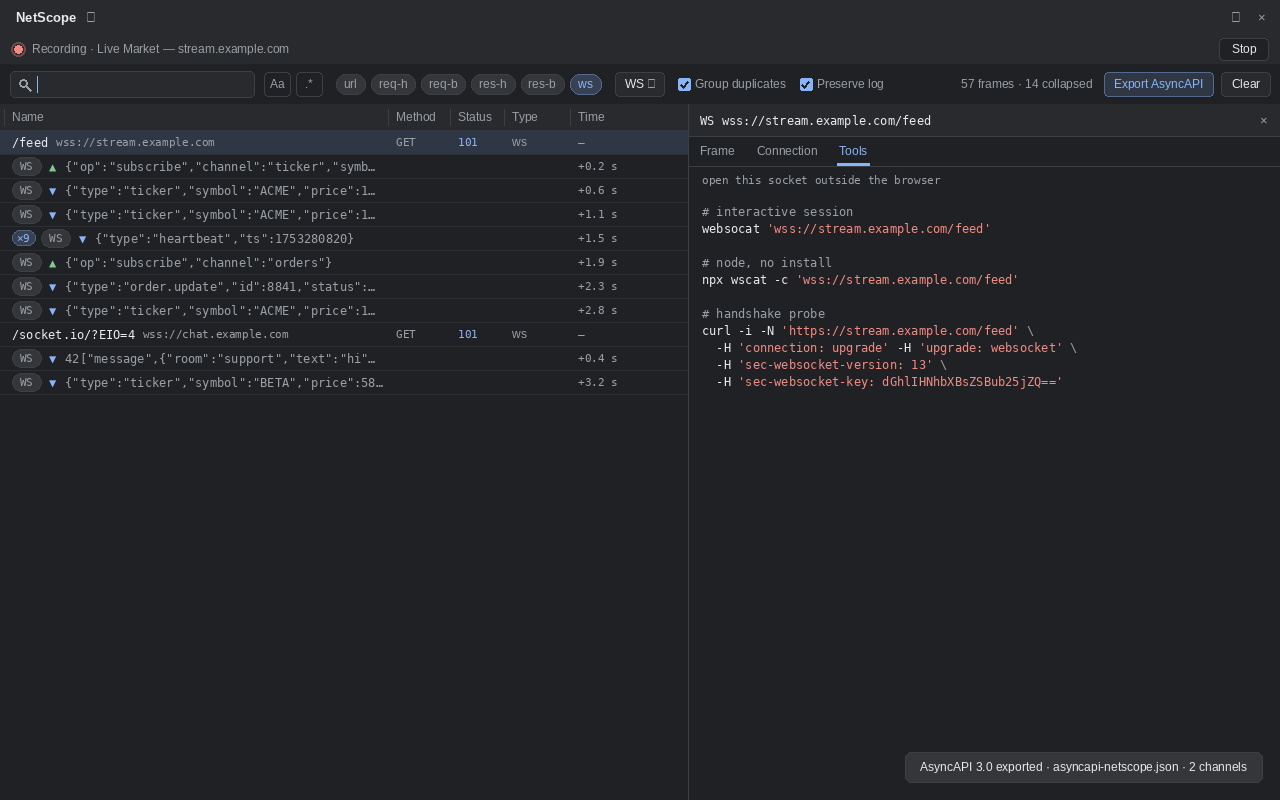 NetScope
×
Recording · Live Market — stream.example.com
Stop
Aa
.*
url
req-h
req-b
res-h
res-b
ws
WS
Group duplicates
Preserve log
57 frames · 14 collapsed
Export AsyncAPI
Clear
Name Method Status Type Time
/feed wss://stream.example.com GET 101 WS —
WS ▲ {"op":"subscribe","channel":"ticker","symb… +0.2 s
WS ▼ {"type":"ticker","symbol":"ACME","price":1… +0.6 s
WS ▼ {"type":"ticker","symbol":"ACME","price":1… +1.1 s
×9 WS ▼ {"type":"heartbeat","ts":1753280820} +1.5 s
WS ▲ {"op":"subscribe","channel":"orders"} +1.9 s
WS ▼ {"type":"order.update","id":8841,"status":… +2.3 s
WS ▼ {"type":"ticker","symbol":"ACME","price":1… +2.8 s
/socket.io/?EIO=4 wss://chat.example.com GET 101 WS —
WS ▼ 42["message",{"room":"support","text":"hi"… +0.4 s
WS ▼ {"type":"ticker","symbol":"BETA","price":58… +3.2 s
WS wss://stream.example.com/feed ×
Frame Connection Tools
open this socket outside the browser
# interactive session
websocat 'wss://stream.example.com/feed'
# node, no install
npx wscat -c 'wss://stream.example.com/feed'
# handshake probe
curl -i -N 'https://stream.example.com/feed' \
-H 'connection: upgrade' -H 'upgrade: websocket' \
-H 'sec-websocket-version: 13' \
-H 'sec-websocket-key: dGhlIHNhbXBsZSBub25jZQ=='
AsyncAPI 3.0 exported · asyncapi-netscope.json · 2 channels